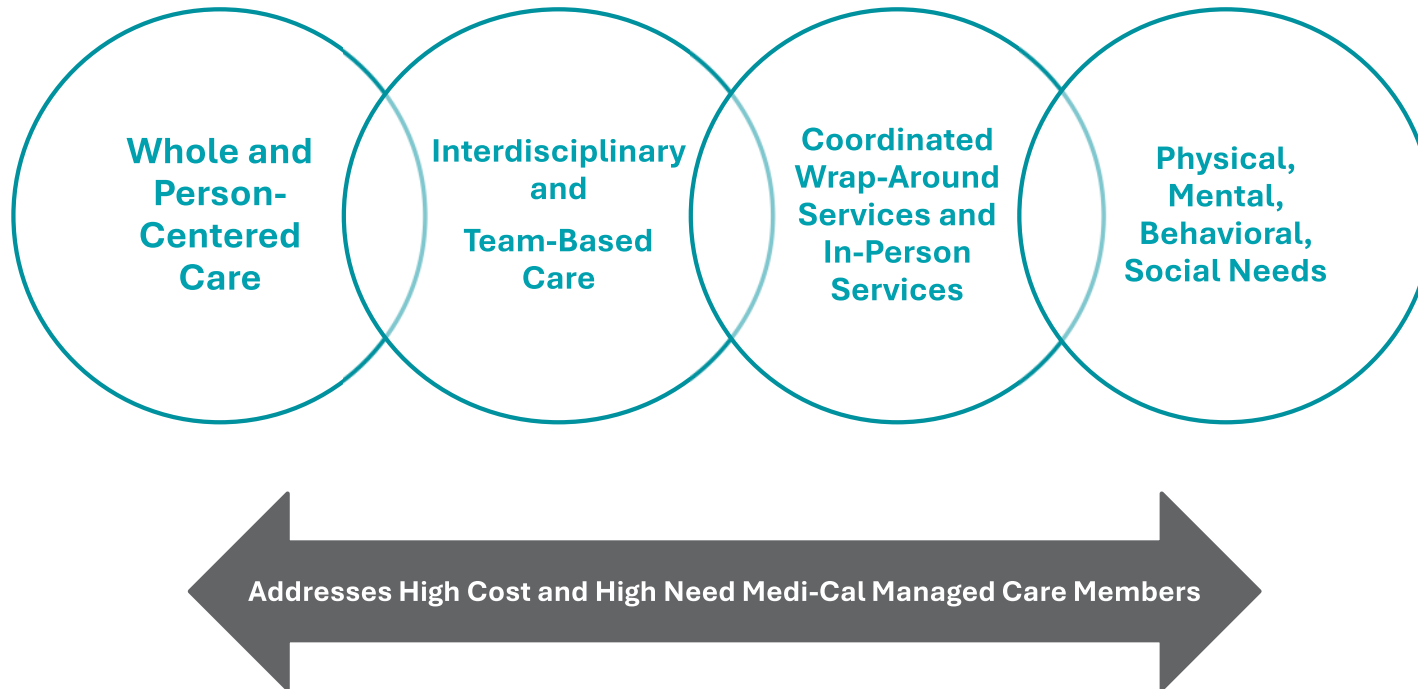 Whole and
Person-
Centered
Care
Interdisciplinary
and
Team-Based
Care
Coordinated
Wrap-Around
Services and
In-Person
Services
Physical,
Mental,
Behavioral,
Social Needs
Addresses High Cost and High Need Medi-Cal Managed Care Members